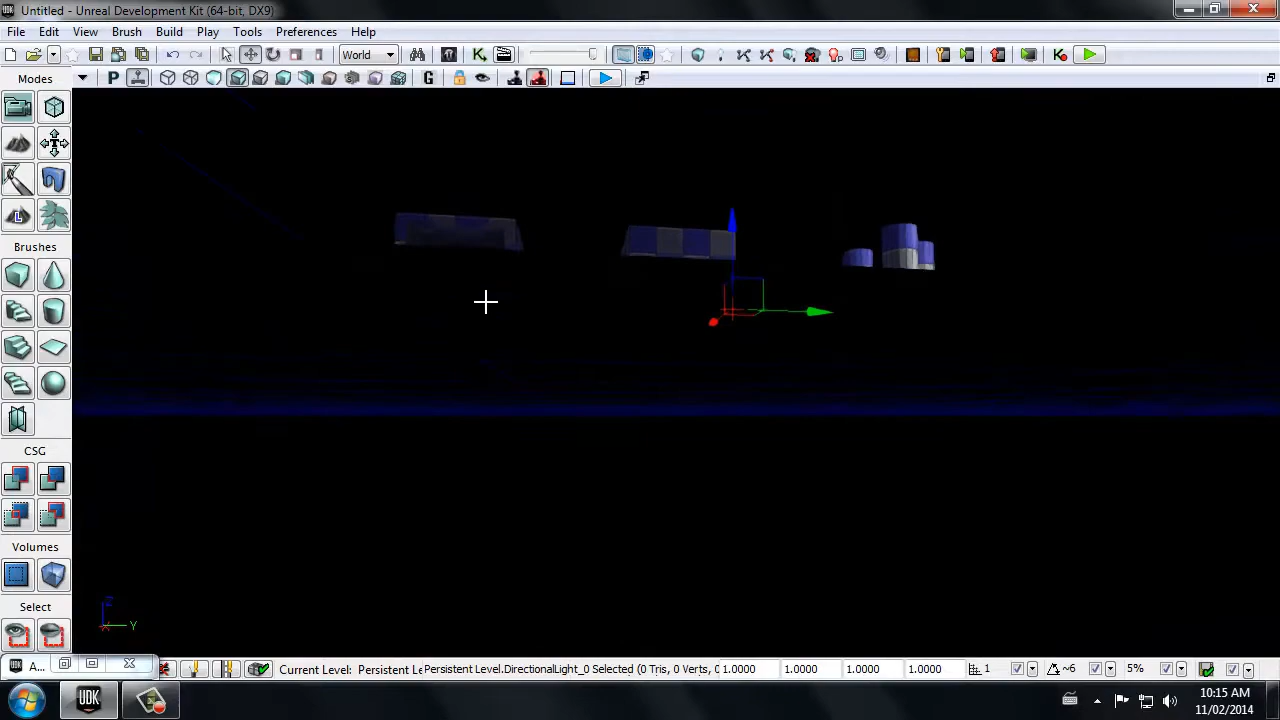 Untitled - Unreal Development Kit (64-bit, DX9)
File Edit View Brush Build Play Tools Preferences Help
World
Modes
P
G
L
Brushes
CSG
Volumes
Select
Z
X Y
A...
Current Level: Persistent Le Persistent Level.DirectionalLight_0 Selected (0 Tris, 0 Verts, 1.0000 1.0000 1.0000 1.0000 1 ~6 5%
UDK
10:15 AM
11/02/2014